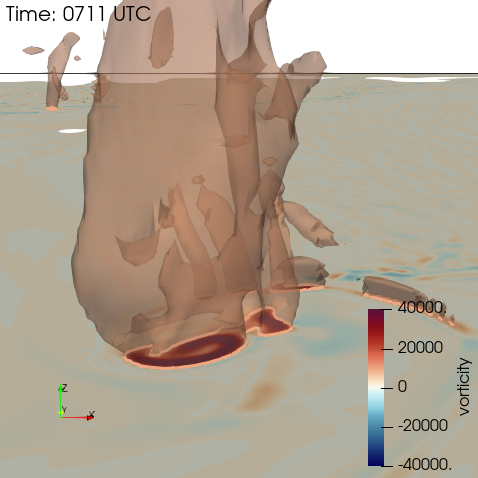 Time: 0711 UTC
40000.
20000
0
-20000
-40000.
vorticity
Z
Y
X